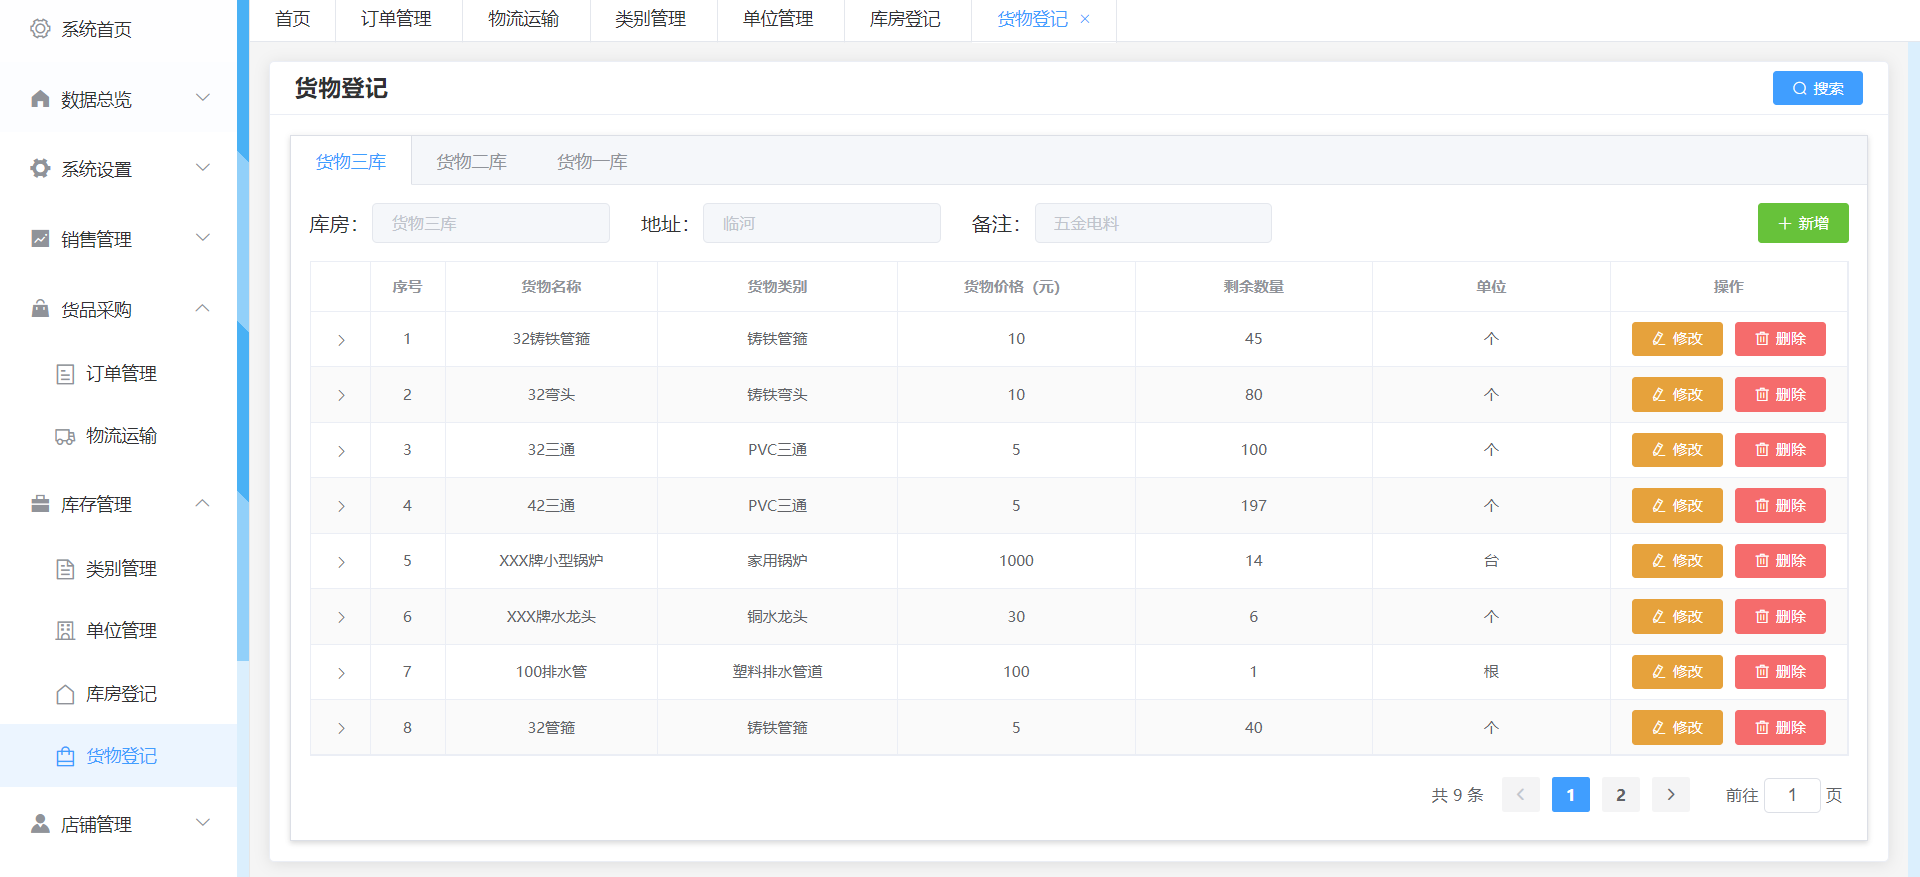 系统首页
数据总览
系统设置
销售管理
货品采购
订单管理
物流运输
库存管理
类别管理
单位管理
库房登记
货物登记
店铺管理
首页 订单管理 物流运输 类别管理 单位管理 库房登记 货物登记 ×
货物登记 搜索
货物三库 货物二库 货物一库
库房： 货物三库 地址： 临河 备注： 五金电料 新增
序号 货物名称 货物类别 货物价格 (元) 剩余数量 单位 操作
1 32铸铁管箍 铸铁管箍 10 45 个 修改 删除
2 32弯头 铸铁弯头 10 80 个 修改 删除
3 32三通 PVC三通 5 100 个 修改 删除
4 42三通 PVC三通 5 197 个 修改 删除
5 XXX牌小型锅炉 家用锅炉 1000 14 台 修改 删除
6 XXX牌水龙头 铜水龙头 30 6 个 修改 删除
7 100排水管 塑料排水管道 100 1 根 修改 删除
8 32管箍 铸铁管箍 5 40 个 修改 删除
共 9 条 1 2 前往 1 页